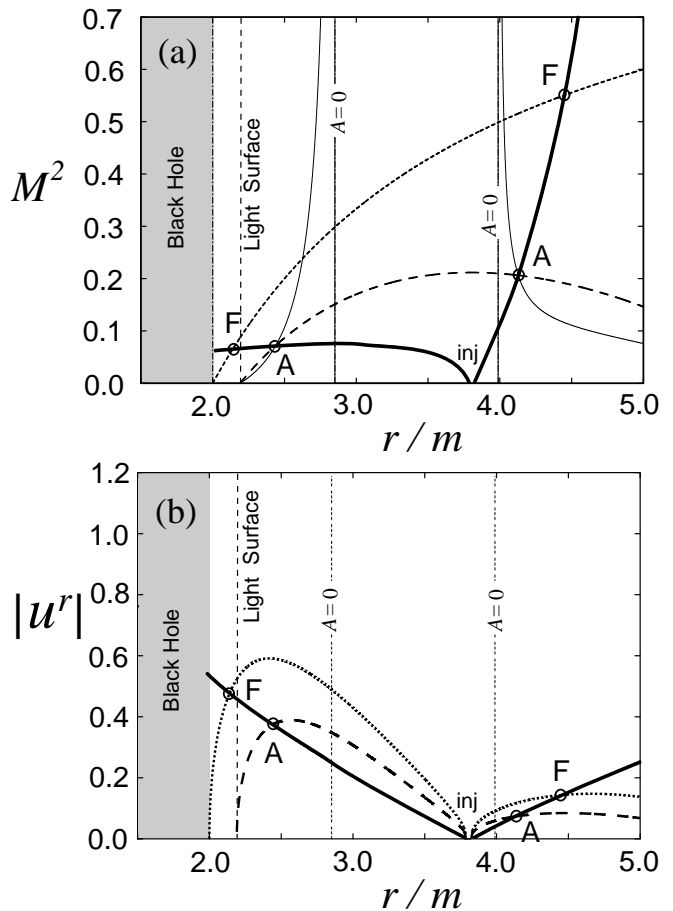 (a)
0.7
0.6
0.5
0.4
0.3
0.2
0.1
0.0
M²
Black Hole
Light Surface
A = 0
A = 0
F
A
F
A
inj
2.0 3.0 4.0 5.0
r / m
(b)
1.2
1.0
0.8
0.6
0.4
0.2
0.0
|uʳ|
Black Hole
Light Surface
A = 0
A = 0
F
A
inj
F
A
2.0 3.0 4.0 5.0
r / m